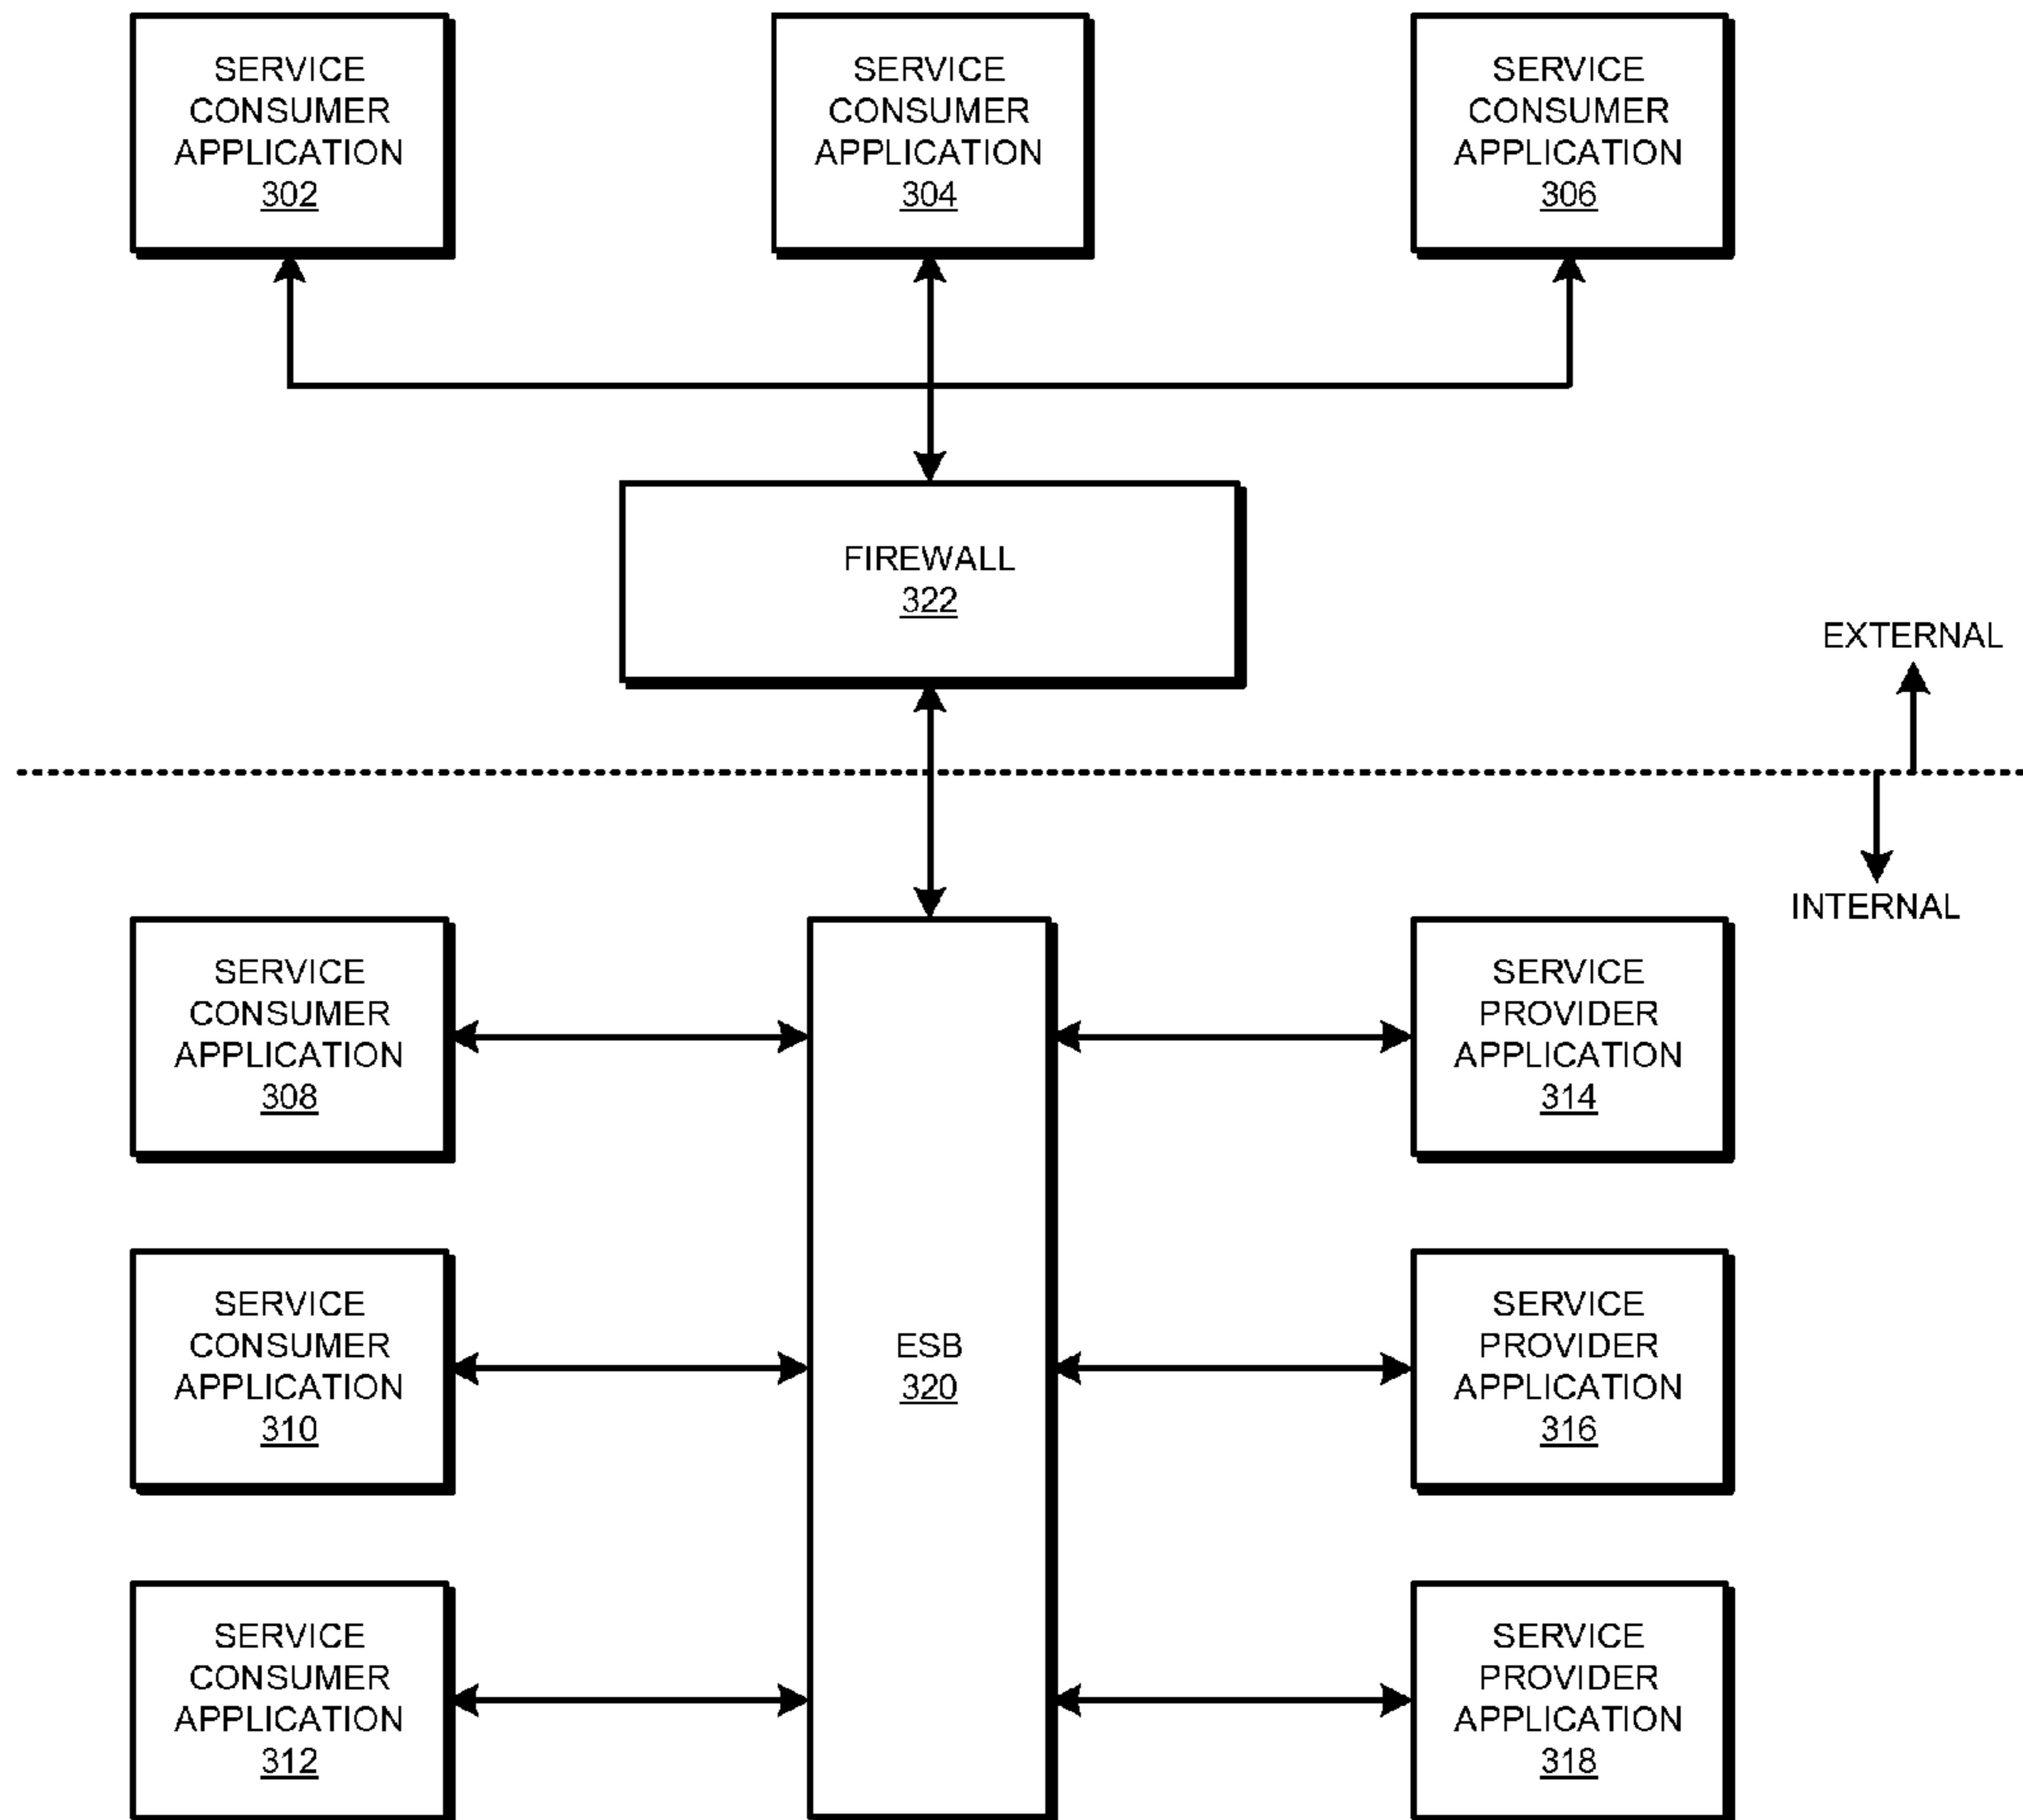 SERVICE
CONSUMER
APPLICATION
302
SERVICE
CONSUMER
APPLICATION
304
SERVICE
CONSUMER
APPLICATION
306
FIREWALL
322
EXTERNAL
INTERNAL
SERVICE
CONSUMER
APPLICATION
308
SERVICE
PROVIDER
APPLICATION
314
SERVICE
CONSUMER
APPLICATION
310
ESB
320
SERVICE
PROVIDER
APPLICATION
316
SERVICE
CONSUMER
APPLICATION
312
SERVICE
PROVIDER
APPLICATION
318